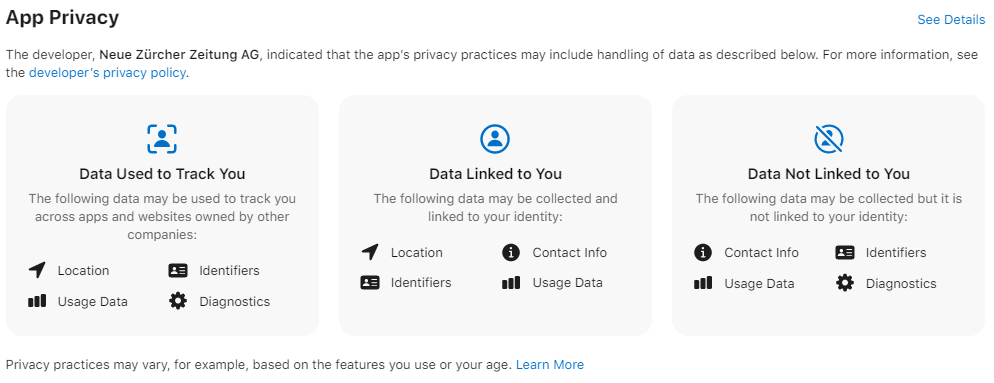 App Privacy
See Details
The developer, Neue Zürcher Zeitung AG, indicated that the app's privacy practices may include handling of data as described below. For more information, see
the developer's privacy policy.
Data Used to Track You
The following data may be used to track you
across apps and websites owned by other
companies:
Location
Identifiers
Usage Data
Diagnostics
Data Linked to You
The following data may be collected and
linked to your identity:
Location
Contact Info
Identifiers
Usage Data
Data Not Linked to You
The following data may be collected but it is
not linked to your identity:
Contact Info
Identifiers
Usage Data
Diagnostics
Privacy practices may vary, for example, based on the features you use or your age. Learn More